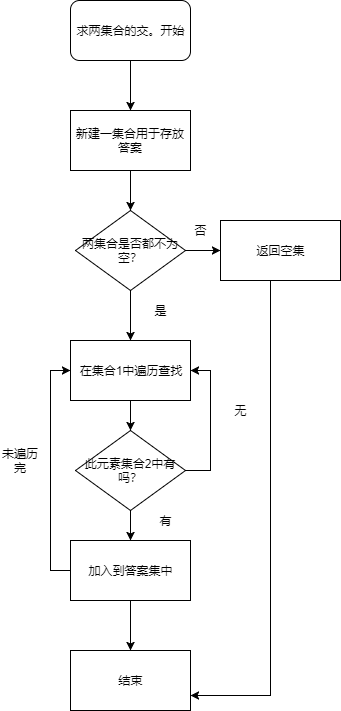 求两集合的交。开始
新建一集合用于存放
答案
两集合是否都不为
空?
否
返回空集
是
在集合1中遍历查找
无
未遍历
完
此元素集合2中有
吗?
有
加入到答案集中
结束